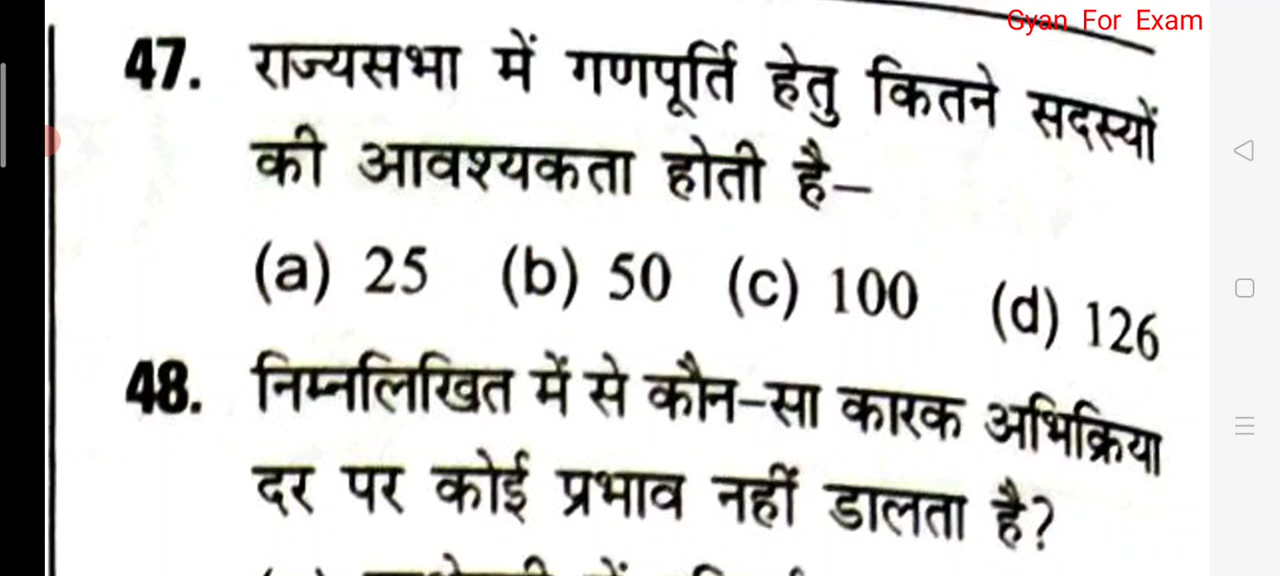 Gyan For Exam
47. राज्यसभा में गणपूर्ति हेतु कितने सदस्यों
की आवश्यकता होती है–
(a) 25 (b) 50 (c) 100 (d) 126
48. निम्नलिखित में से कौन-सा कारक अभिक्रिया
दर पर कोई प्रभाव नहीं डालता है?